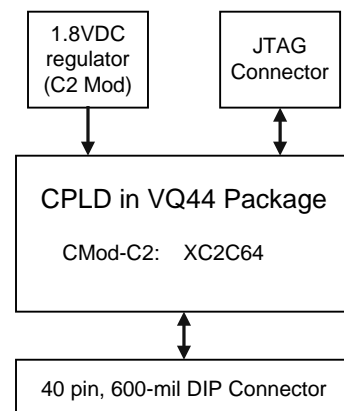 1.8VDC
regulator
(C2 Mod)
JTAG
Connector
CPLD in VQ44 Package
CMod-C2: XC2C64
40 pin, 600-mil DIP Connector